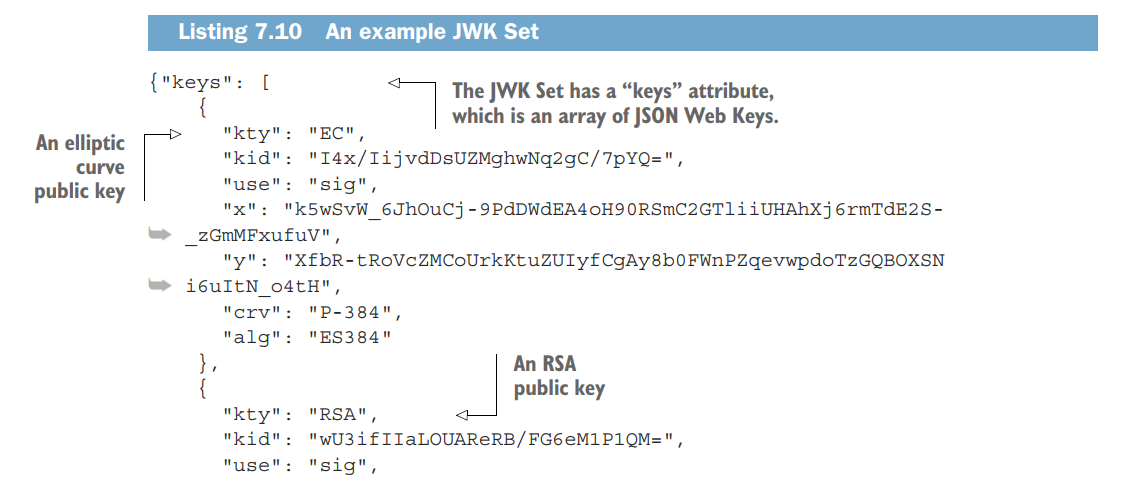 Listing 7.10 An example JWK Set
{"keys": [
The JWK Set has a “keys” attribute,
which is an array of JSON Web Keys.
{
An elliptic
curve
public key
"kty": "EC",
"kid": "I4x/IijvdDsUZMghwNq2gC/7pYQ=",
"use": "sig",
"x": "k5wSvW_6JhOuCj-9PdDWdEA4oH90RSmC2GTliiUHAhXj6rmTdE2S-
_zGmMFxufuV",
"y": "XfbR-tRoVcZMCoUrkKtuZUIyfCgAy8b0FWnPZqevwpdoTzGQBOXSN
i6uItN_o4tH",
"crv": "P-384",
"alg": "ES384"
},
{
An RSA
public key
"kty": "RSA",
"kid": "wU3ifIIaLOUAReRB/FG6eM1P1QM=",
"use": "sig",